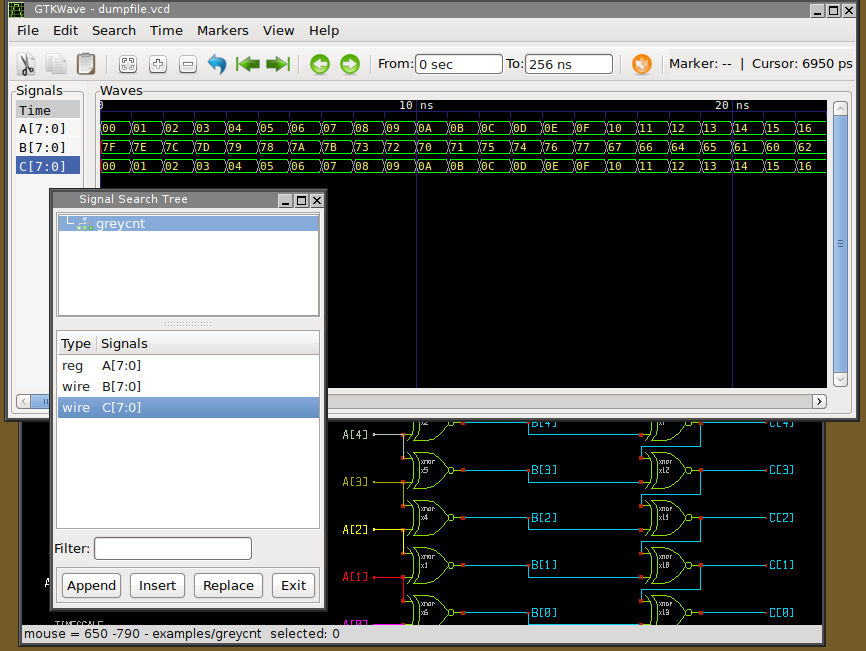 GTKWave - dumpfile.vcd
File Edit Search Time Markers View Help
From: 0 sec To: 256 ns Marker: -- | Cursor: 6950 ps
Signals Waves
Time 0 10 ns 20 ns
A[7:0] 00 01 02 03 04 05 06 07 08 09 0A 0B 0C 0D 0E 0F 10 11 12 13 14 15 16
B[7:0] 7F 7E 7C 7D 79 78 7A 7B 73 72 70 71 75 74 76 77 67 66 64 65 61 60 62
C[7:0] 00 01 02 03 04 05 06 07 08 09 0A 0B 0C 0D 0E 0F 10 11 12 13 14 15 16
Signal Search Tree
greycnt
Type Signals
reg A[7:0]
wire B[7:0]
wire C[7:0]
Filter:
Append Insert Replace Exit
A[4] B[4] C[4]
A[3] xnor x5 B[3] xnor x12 C[3]
A[2] xnor x4 B[2] xnor x11 C[2]
A[1] xnor B[1] xnor x10 C[1]
A[0] xnor B[0] xnor C[0]
TIMESCALE
mouse = 650 -790 - examples/greycnt selected: 0